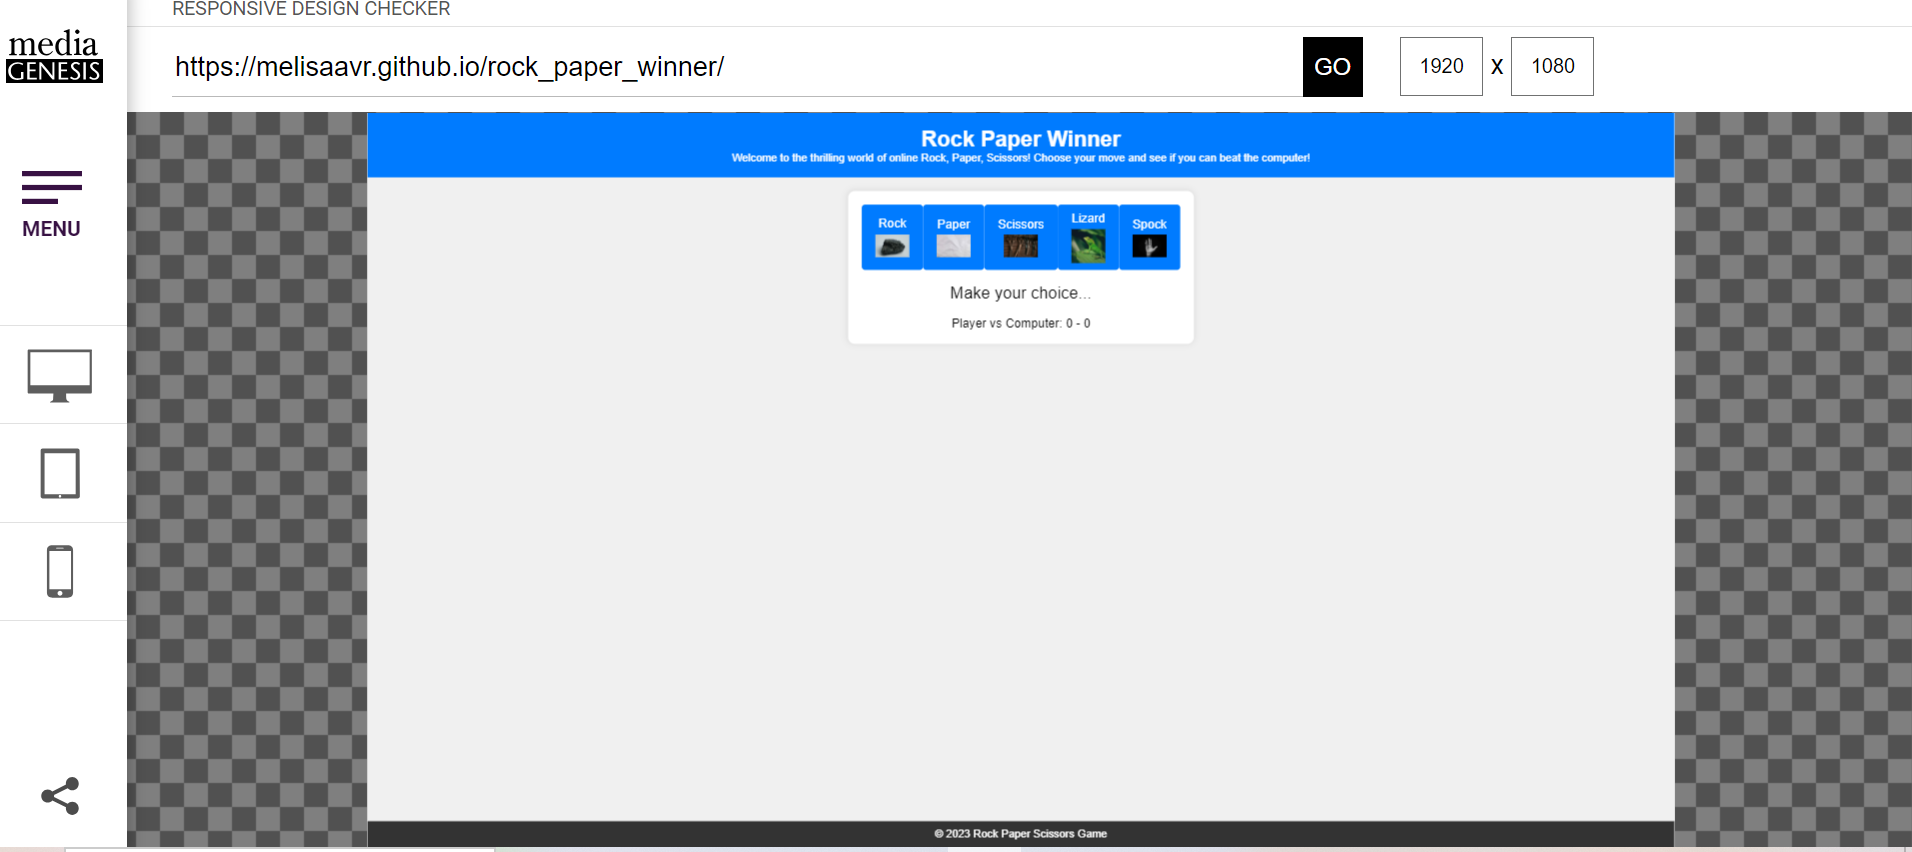 RESPONSIVE DESIGN CHECKER
media
GENESIS
https://melisaavr.github.io/rock_paper_winner/
GO
1920 X 1080
MENU
Rock Paper Winner
Welcome to the thrilling world of online Rock, Paper, Scissors! Choose your move and see if you can beat the computer!
Rock Paper Scissors Lizard Spock
Make your choice...
Player vs Computer: 0 - 0
© 2023 Rock Paper Scissors Game